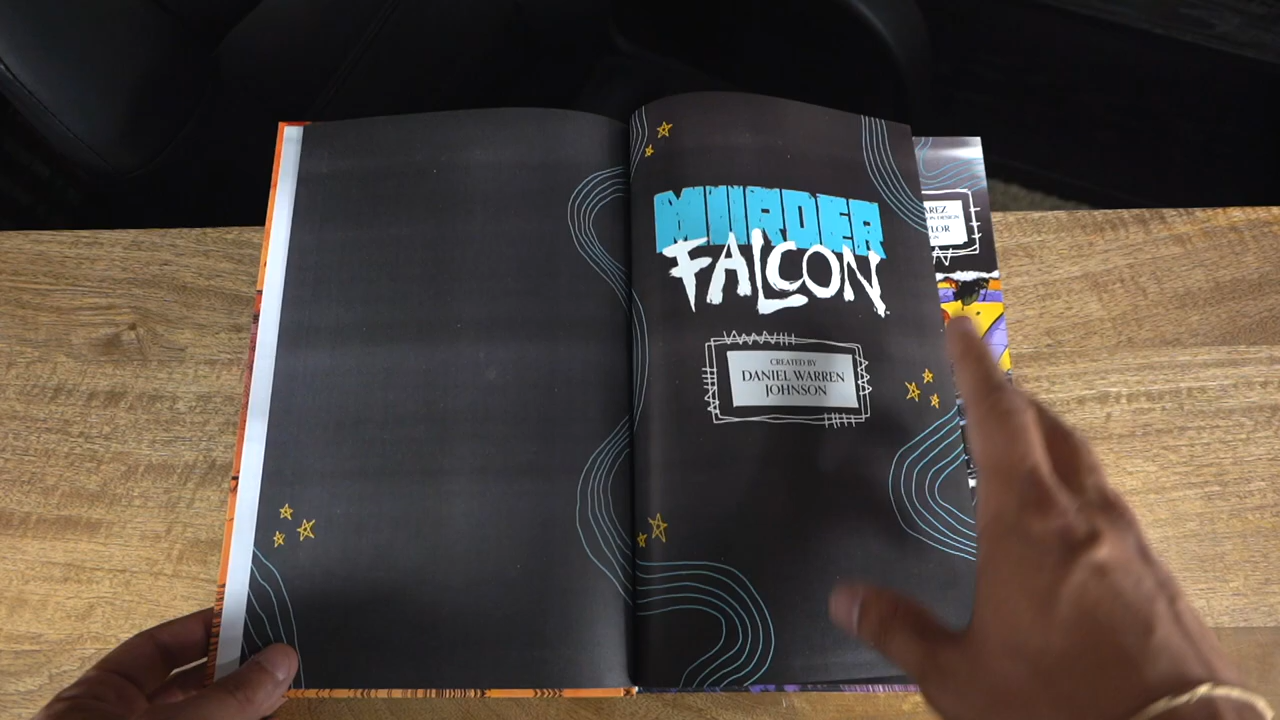 MURDER
FALCON
CREATED BY
DANIEL WARREN
JOHNSON